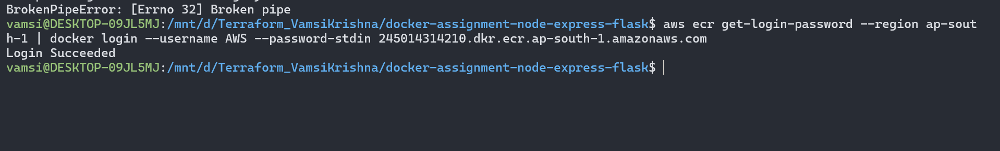 BrokenPipeError: [Errno 32] Broken pipe
vamsi@DESKTOP-09JL5MJ:/mnt/d/Terraform_VamsiKrishna/docker-assignment-node-express-flask$ aws ecr get-login-password --region ap-sout
h-1 | docker login --username AWS --password-stdin 245014314210.dkr.ecr.ap-south-1.amazonaws.com
Login Succeeded
vamsi@DESKTOP-09JL5MJ:/mnt/d/Terraform_VamsiKrishna/docker-assignment-node-express-flask$